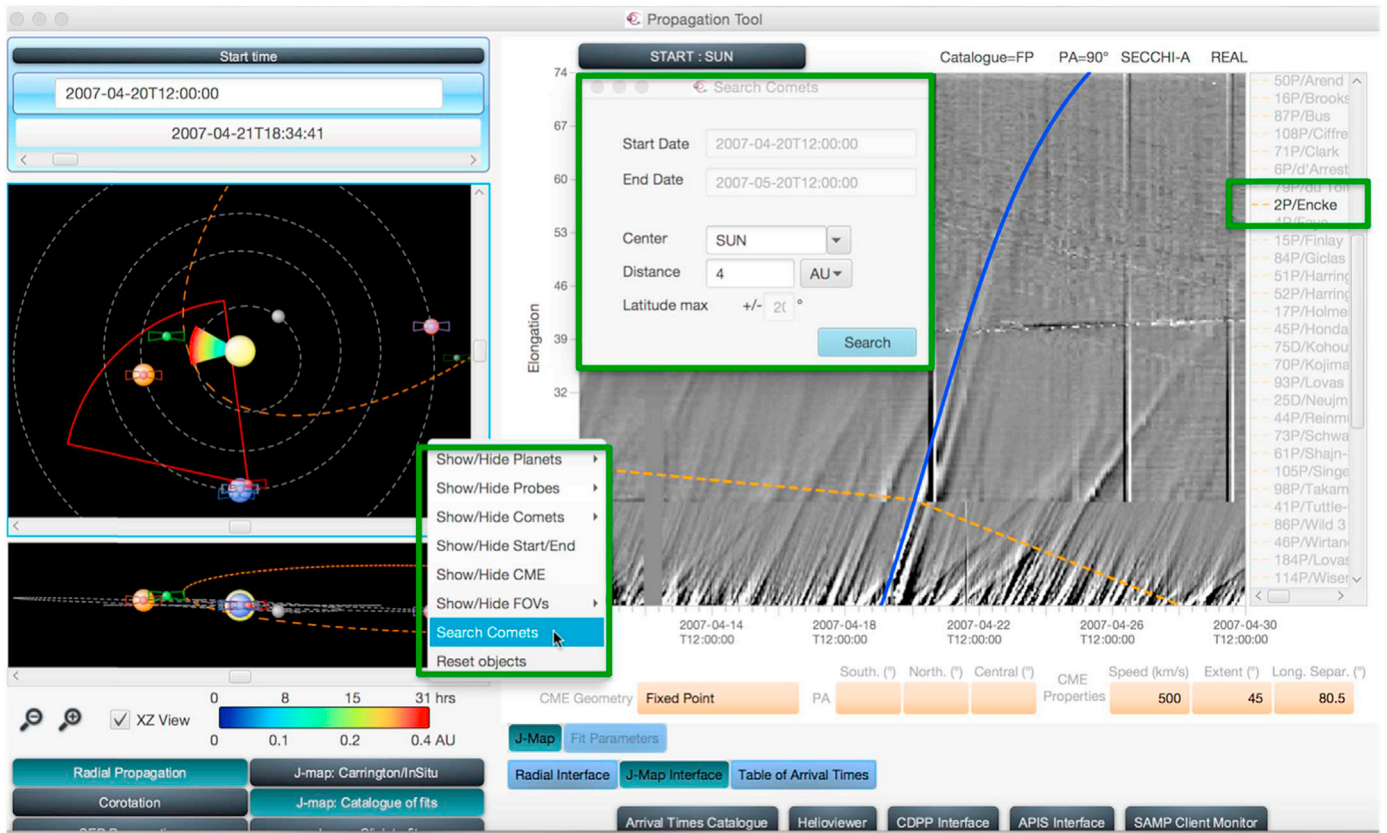 Propagation Tool
Start time
2007-04-20T12:00:00
2007-04-21T18:34:41
START : SUN
Catalogue=FP PA=90° SECCHI-A REAL
Search Comets
Start Date 2007-04-20T12:00:00
End Date 2007-05-20T12:00:00
Center SUN
Distance 4 AU
Latitude max +/- °
Search
Elongation
74
67
60
53
46
39
32
50P/Arend
16P/Brooks
87P/Bus
108P/Ciffre
71P/Clark
6P/d'Arrest
2P/Encke
15P/Finlay
84P/Giclas
51P/Harring
52P/Harring
17P/Holme
45P/Honda
75D/Kohou
70P/Kojima
93P/Lovas
25D/Neujm
44P/Reinm
73P/Schwa
61P/Shajn-
105P/Singe
98P/Takam
41P/Tuttle-
86P/Wild 3
46P/Wirtan
184P/Lovas
114P/Wiser
Show/Hide Planets
Show/Hide Probes
Show/Hide Comets
Show/Hide Start/End
Show/Hide CME
Show/Hide FOVs
Search Comets
Reset objects
2007-04-14 2007-04-18 2007-04-22 2007-04-26 2007-04-30
T12:00:00 T12:00:00 T12:00:00 T12:00:00 T12:00:00
South. (°) North. (°) Central (°) CME Properties Speed (km/s) Extent (°) Long. Separ. (°)
CME Geometry Fixed Point PA 500 45 80.5
XZ View
0 8 15 31 hrs
0 0.1 0.2 0.4 AU
J-Map Fit Parameters
Radial Interface J-Map Interface Table of Arrival Times
Radial Propagation J-map: Carrington/InSitu
Corotation J-map: Catalogue of fits
Arrival Times Catalogue Helioviewer CDPP Interface APIS Interface SAMP Client Monitor